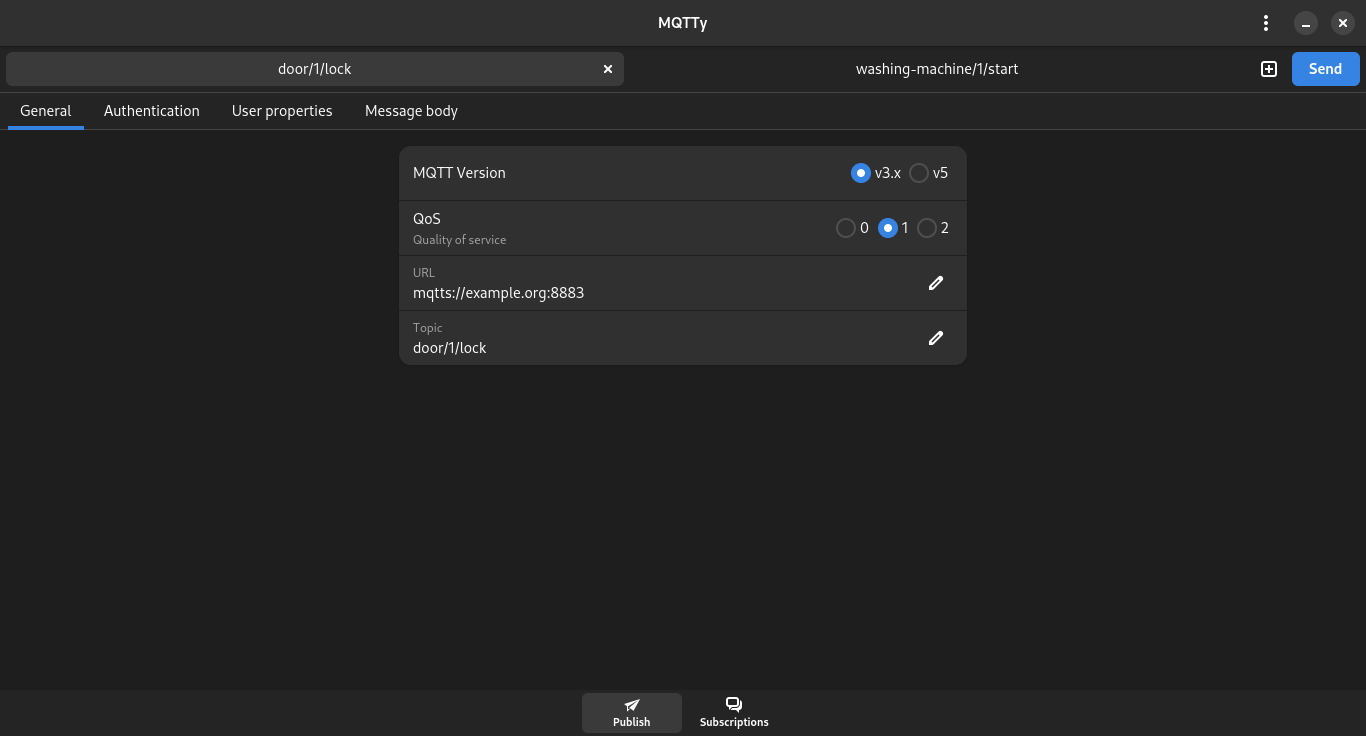 MQTTy
door/1/lock
washing-machine/1/start
Send
General
Authentication
User properties
Message body
MQTT Version
v3.x
v5
QoS
Quality of service
0
1
2
URL
mqtts://example.org:8883
Topic
door/1/lock
Publish
Subscriptions